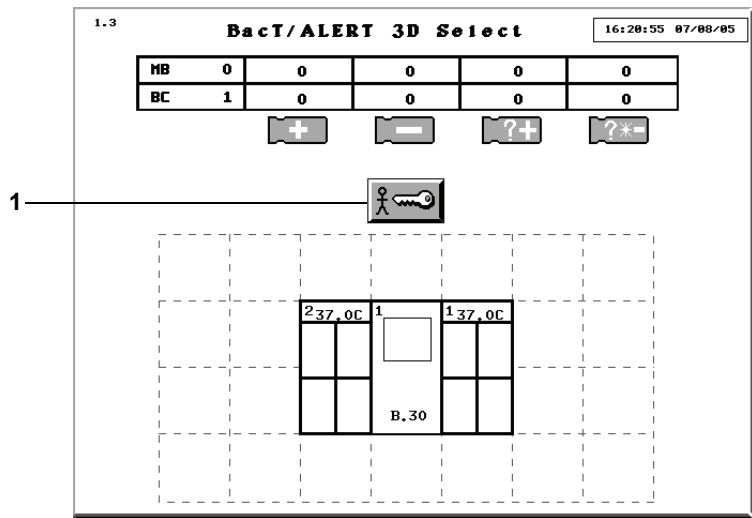 1.3 BacT/ALERT 3D Select 16:20:55 07/08/05
MB 0 0 0 0 0
BC 1 0 0 0 0
+ − ?+ ?*-
1
2 37.0C 1 1 37.0C
B.30